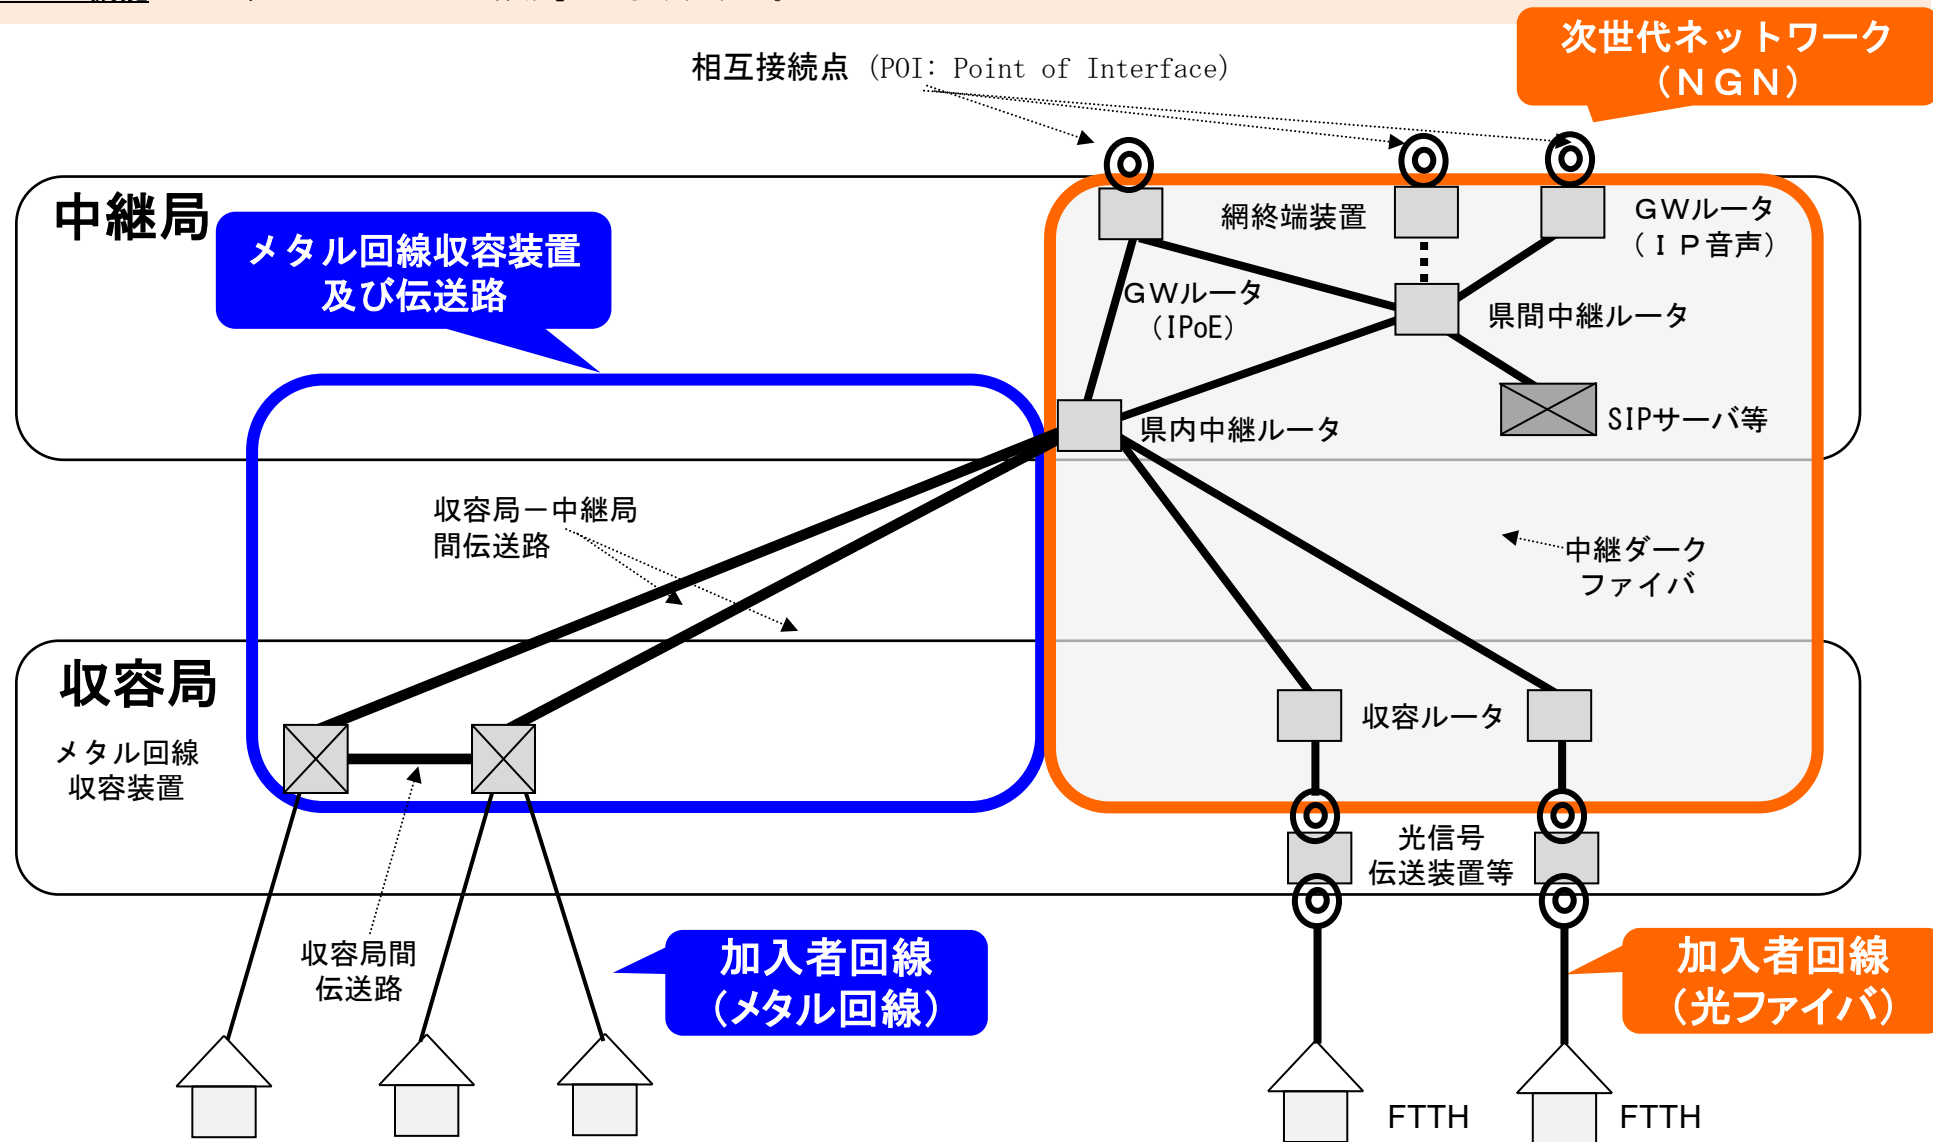 相互接続点 (POI: Point of Interface)
次世代ネットワーク
(NGN)
中継局
メタル回線収容装置
及び伝送路
網終端装置
GWルータ
(IP音声)
GWルータ
(IPoE)
県間中継ルータ
SIPサーバ等
県内中継ルータ
収容局－中継局
間伝送路
中継ダーク
ファイバ
収容局
メタル回線
収容装置
収容ルータ
光信号
伝送装置等
収容局間
伝送路
加入者回線
(メタル回線)
加入者回線
(光ファイバ)
FTTH
FTTH